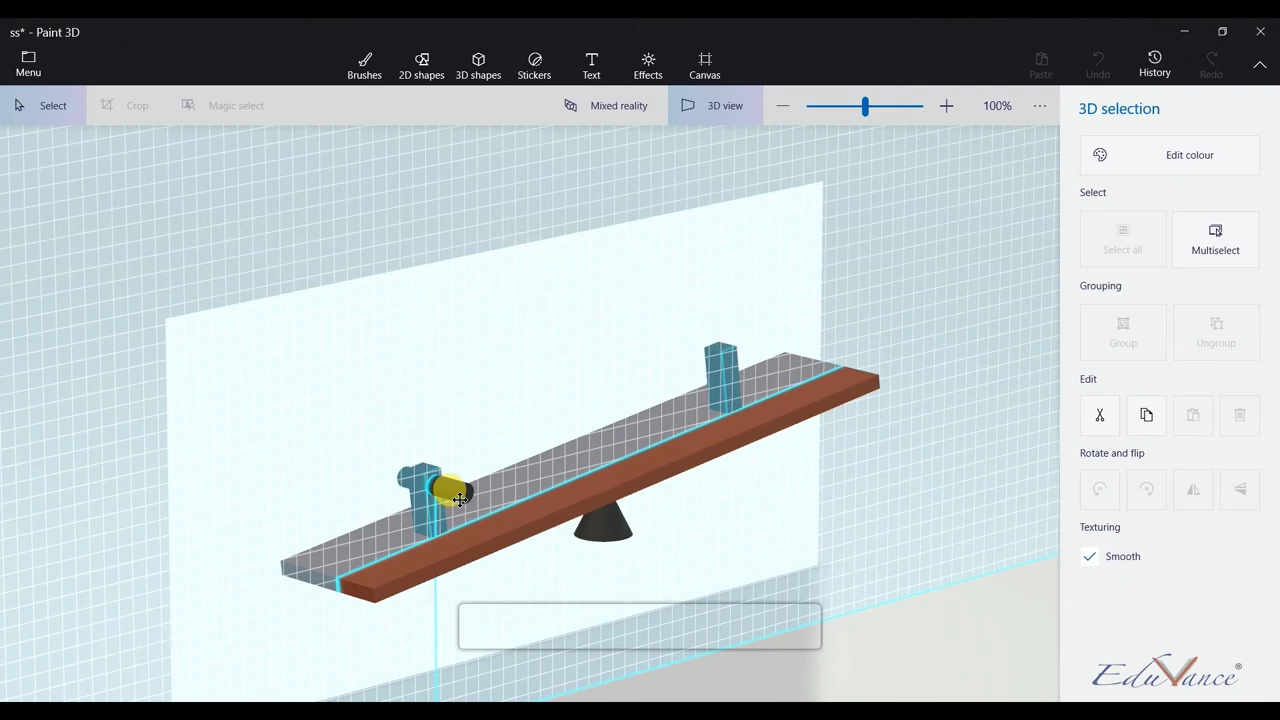 ss* - Paint 3D
Menu
Brushes
2D shapes
3D shapes
Stickers
Text
Effects
Canvas
Paste
Undo
History
Redo
Select
Crop
Magic select
Mixed reality
3D view
100%
3D selection
Edit colour
Select
Select all
Multiselect
Grouping
Group
Ungroup
Edit
Rotate and flip
Texturing
Smooth
EduVance®